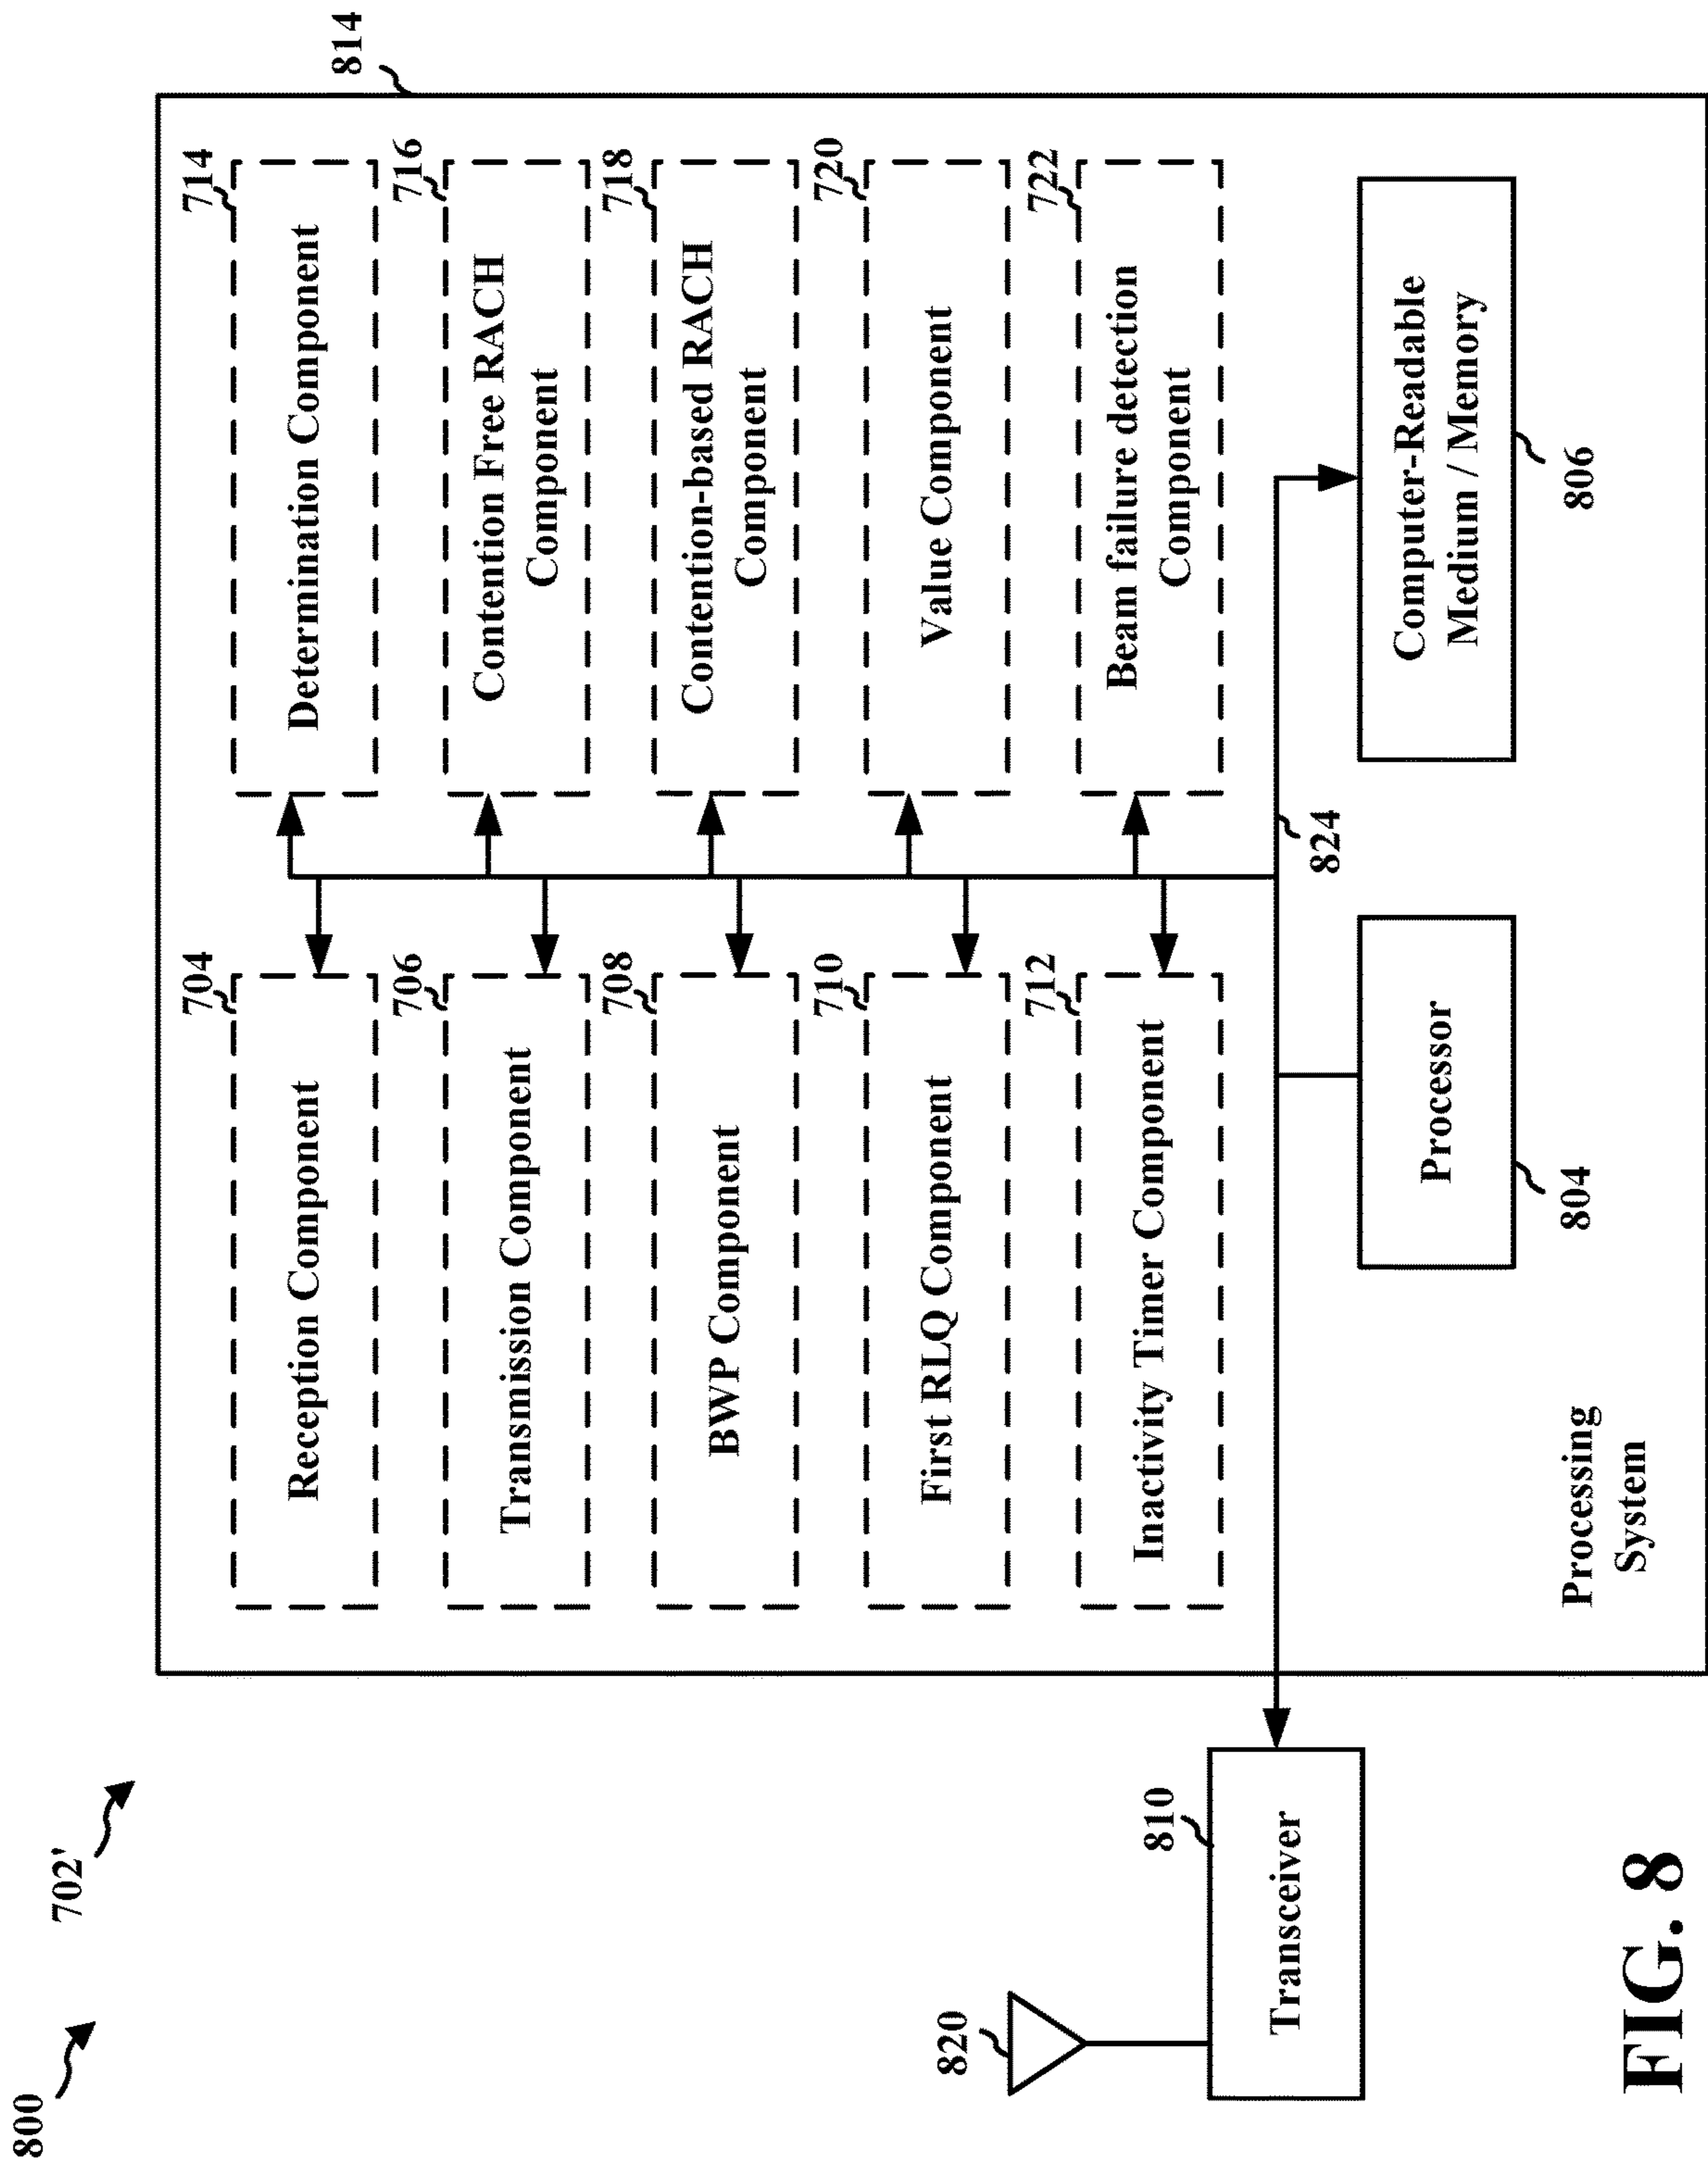 800
702'
814
704
Reception Component
714
Determination Component
706
Transmission Component
716
Contention Free RACH
Component
708
BWP Component
718
Contention-based RACH
Component
710
First RLQ Component
720
Value Component
712
Inactivity Timer Component
722
Beam failure detection
Component
824
820
810
Transceiver
Processor
804
Computer-Readable
Medium / Memory
806
Processing
System
FIG. 8